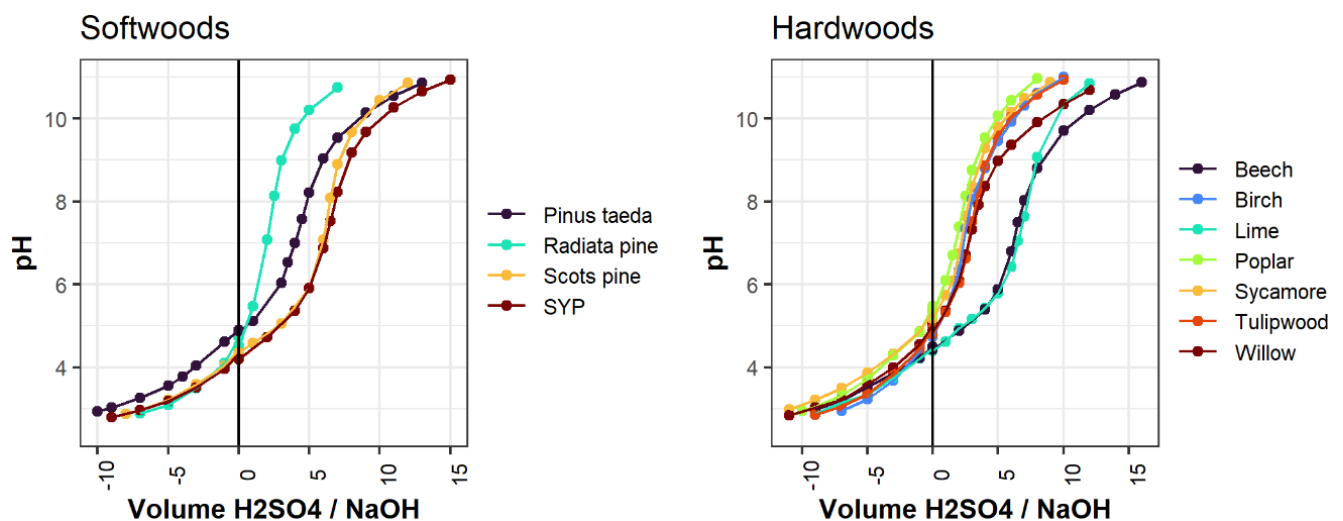 Softwoods
pH
10
8
6
4
-10
-5
0
5
10
15
Volume H2SO4 / NaOH
Pinus taeda
Radiata pine
Scots pine
SYP
Hardwoods
pH
10
8
6
4
-10
-5
0
5
10
15
Volume H2SO4 / NaOH
Beech
Birch
Lime
Poplar
Sycamore
Tulipwood
Willow